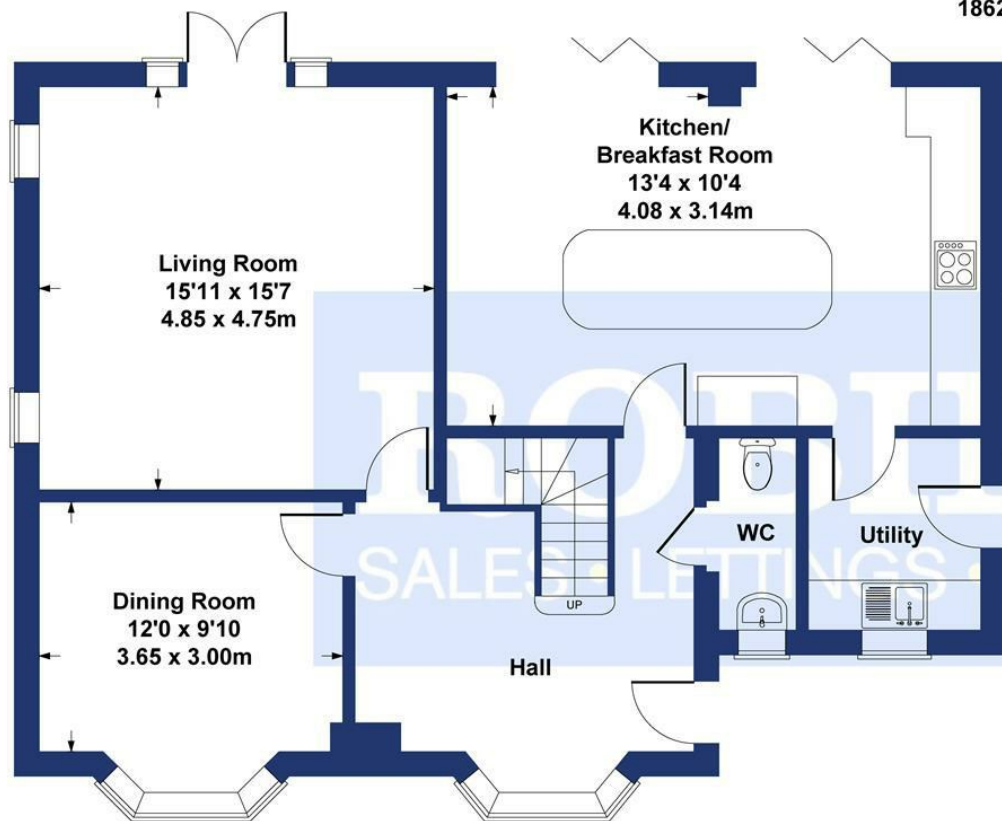 1862
Kitchen/
Breakfast Room
13'4 x 10'4
4.08 x 3.14m
Living Room
15'11 x 15'7
4.85 x 4.75m
WC
Utility
Dining Room
12'0 x 9'10
3.65 x 3.00m
UP
Hall
SALES • LETTINGS •